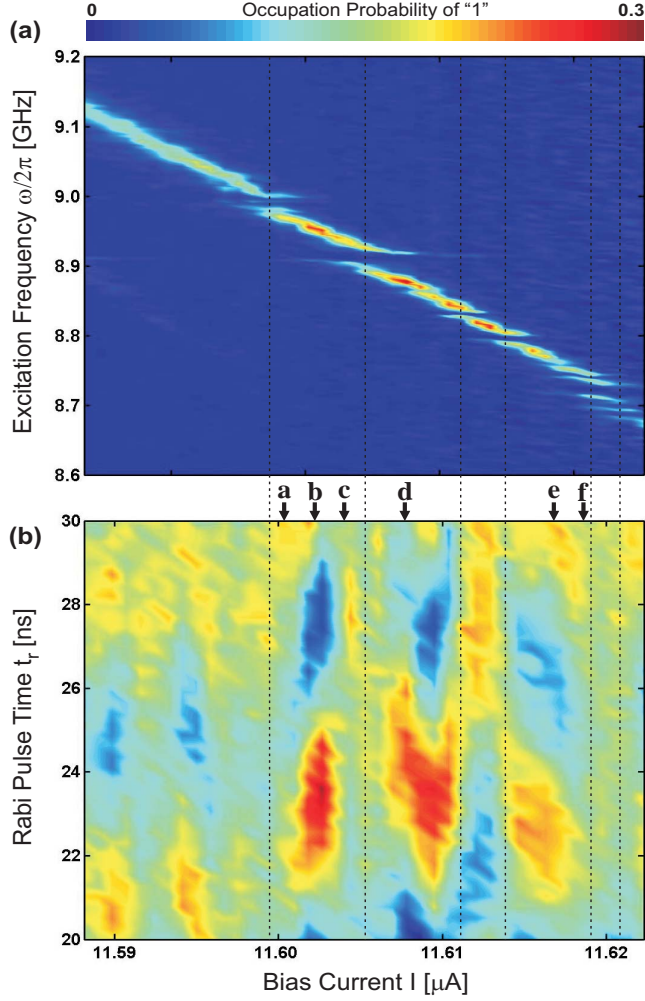 0 Occupation Probability of “1” 0.3
(a)
9.2
9.1
9.0
8.9
8.8
8.7
8.6
Excitation Frequency ω/2π [GHz]
a b c d e f
(b)
30
28
26
24
22
20
Rabi Pulse Time tr [ns]
11.59 11.60 11.61 11.62
Bias Current I [μA]